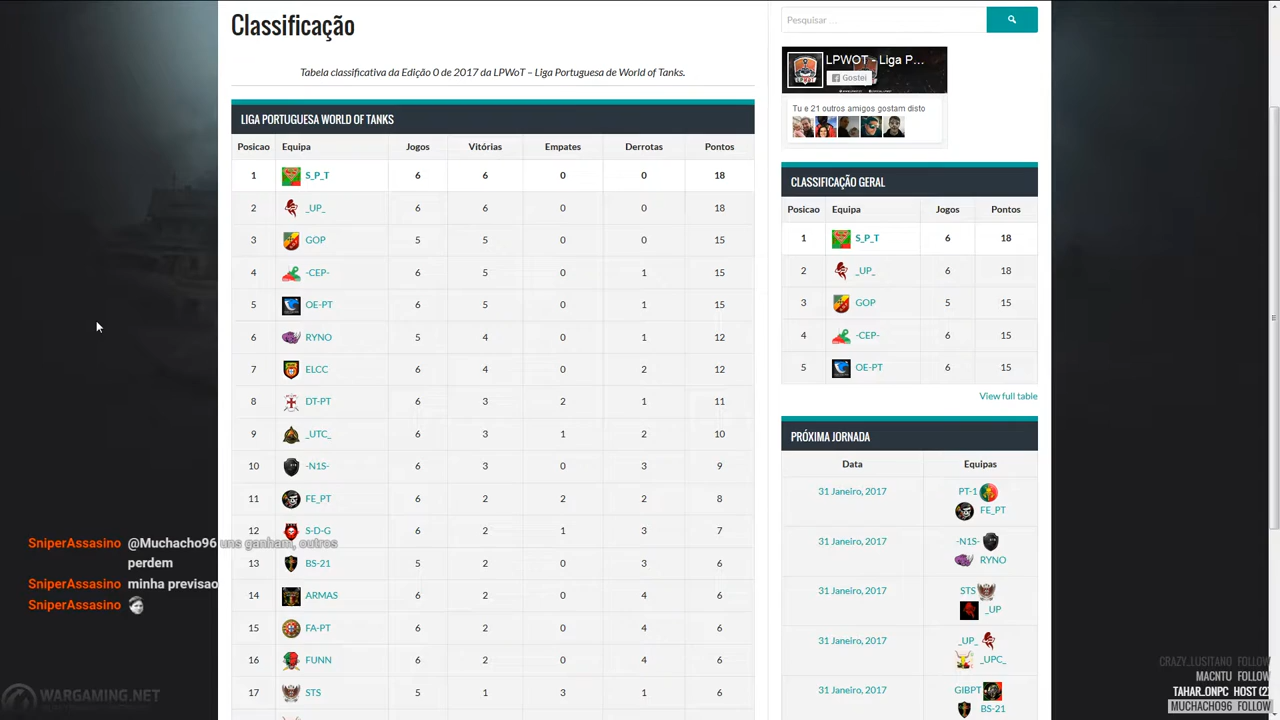 Classificação
Tabela classificativa da Edição 0 de 2017 da LPWoT – Liga Portuguesa de World of Tanks.
LIGA PORTUGUESA WORLD OF TANKS
Posicao Equipa Jogos Vitórias Empates Derrotas Pontos
1 S_P_T 6 6 0 0 18
2 _UP_ 6 6 0 0 18
3 GOP 5 5 0 0 15
4 -CEP- 6 5 0 1 15
5 OE-PT 6 5 0 1 15
6 RYNO 5 4 0 1 12
7 ELCC 6 4 0 2 12
8 DT-PT 6 3 2 1 11
9 _UTC_ 6 3 1 2 10
10 -N1S- 6 3 0 3 9
11 FE_PT 6 2 2 2 8
12 S-D-G 6 2 1 3 7
13 BS-21 5 2 0 3 6
14 ARMAS 6 2 0 4 6
15 FA-PT 6 2 0 4 6
16 FUNN 6 2 0 4 6
17 STS 5 1 3 1 6
Pesquisar …
LPWOT - Liga P...
Gostei
Tu e 21 outros amigos gostam disto
CLASSIFICAÇÃO GERAL
Posicao Equipa Jogos Pontos
1 S_P_T 6 18
2 _UP_ 6 18
3 GOP 5 15
4 -CEP- 6 15
5 OE-PT 6 15
View full table
PRÓXIMA JORNADA
Data Equipas
31 Janeiro, 2017 PT-1
FE_PT
31 Janeiro, 2017 -N1S-
RYNO
31 Janeiro, 2017 STS
_UP
31 Janeiro, 2017 _UP_
_UPC_
31 Janeiro, 2017 GIBPT
BS-21
SniperAssasino @Muchacho96 uns ganham, outros
perdem
SniperAssasino minha previsao
SniperAssasino
WARGAMING.NET
CRAZY_LUSITANO FOLLOW
MACNTU FOLLOW
TAHAR_ONPC HOST (2)
MUCHACHO96 FOLLOW